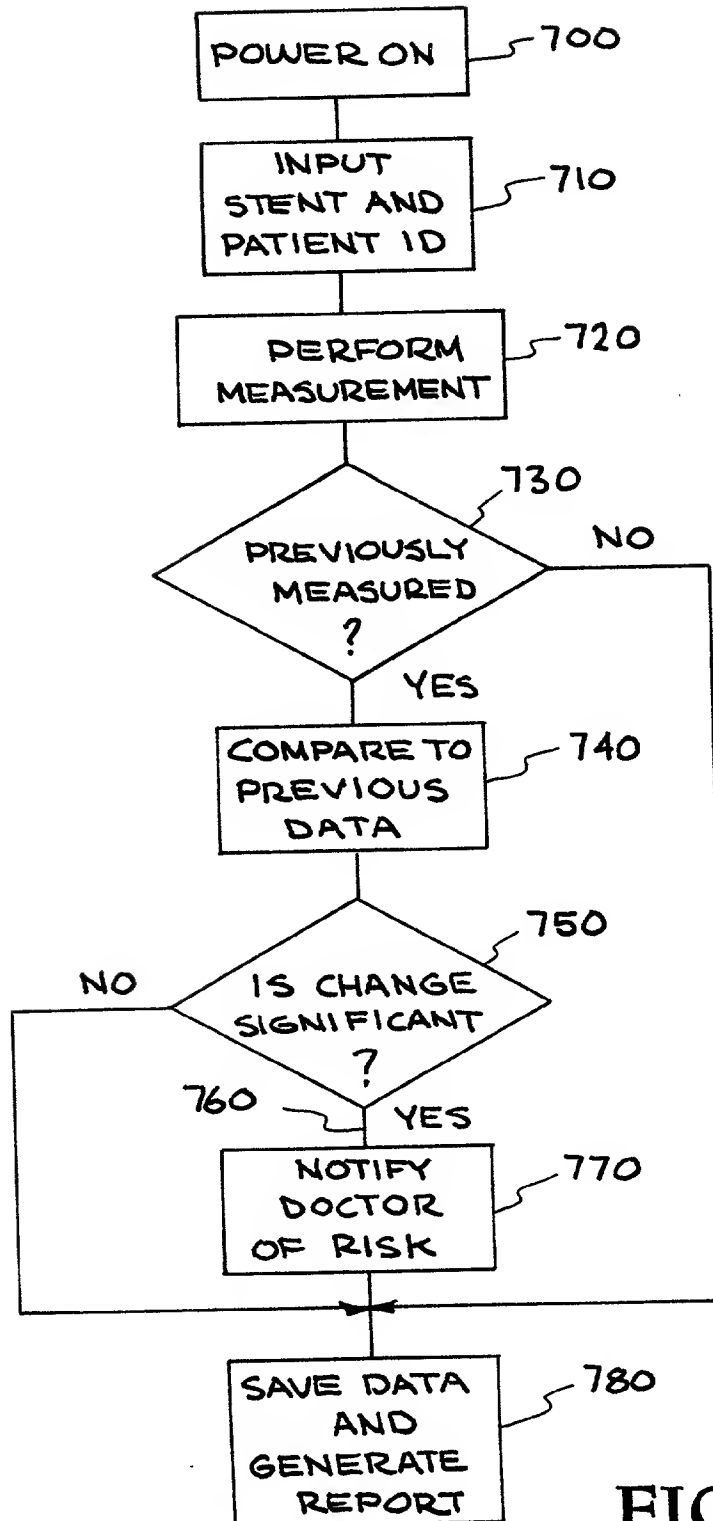 POWER ON
700
INPUT
STENT AND
PATIENT ID
710
PERFORM
MEASUREMENT
720
730
PREVIOUSLY
MEASURED
?
NO
YES
COMPARE TO
PREVIOUS
DATA
740
750
NO
IS CHANGE
SIGNIFICANT
?
760
YES
NOTIFY
DOCTOR
OF RISK
770
SAVE DATA
AND
GENERATE
REPORT
780
FIG